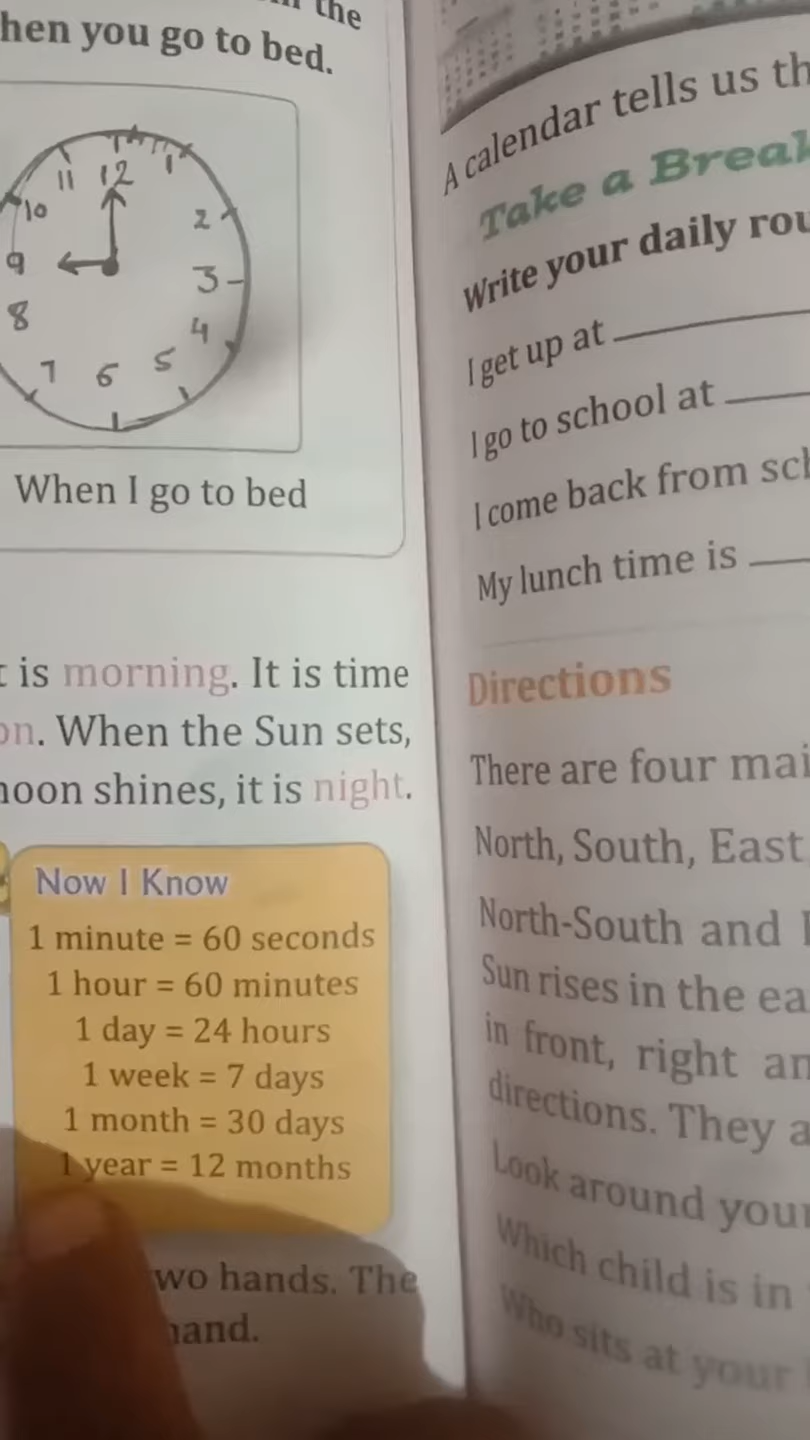 the
hen you go to bed.
11 12 1
10 2
9 3
8 4
7 6 5
When I go to bed
is morning. It is time
on. When the Sun sets,
oon shines, it is night.
Now I Know
1 minute = 60 seconds
1 hour = 60 minutes
1 day = 24 hours
1 week = 7 days
1 month = 30 days
1 year = 12 months
wo hands. The
hand.
A calendar tells us th
Take a Break
Write your daily rou
I get up at
I go to school at
I come back from sch
My lunch time is
Directions
There are four mai
North, South, East
North-South and
Sun rises in the ea
in front, right an
directions. They a
Look around your
Which child is in
Who sits at your